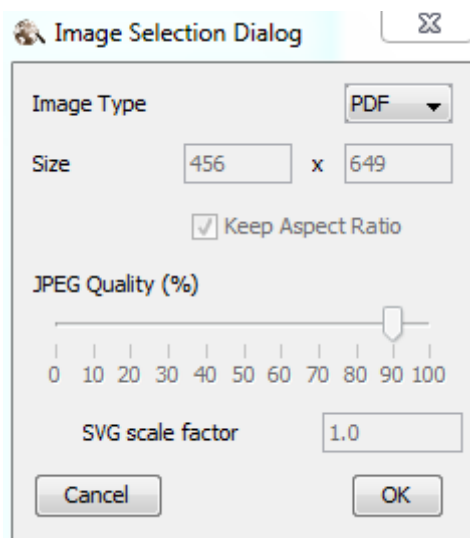 Image Selection Dialog
Image Type PDF
Size 456 x 649
Keep Aspect Ratio
JPEG Quality (%)
0 10 20 30 40 50 60 70 80 90 100
SVG scale factor 1.0
Cancel OK